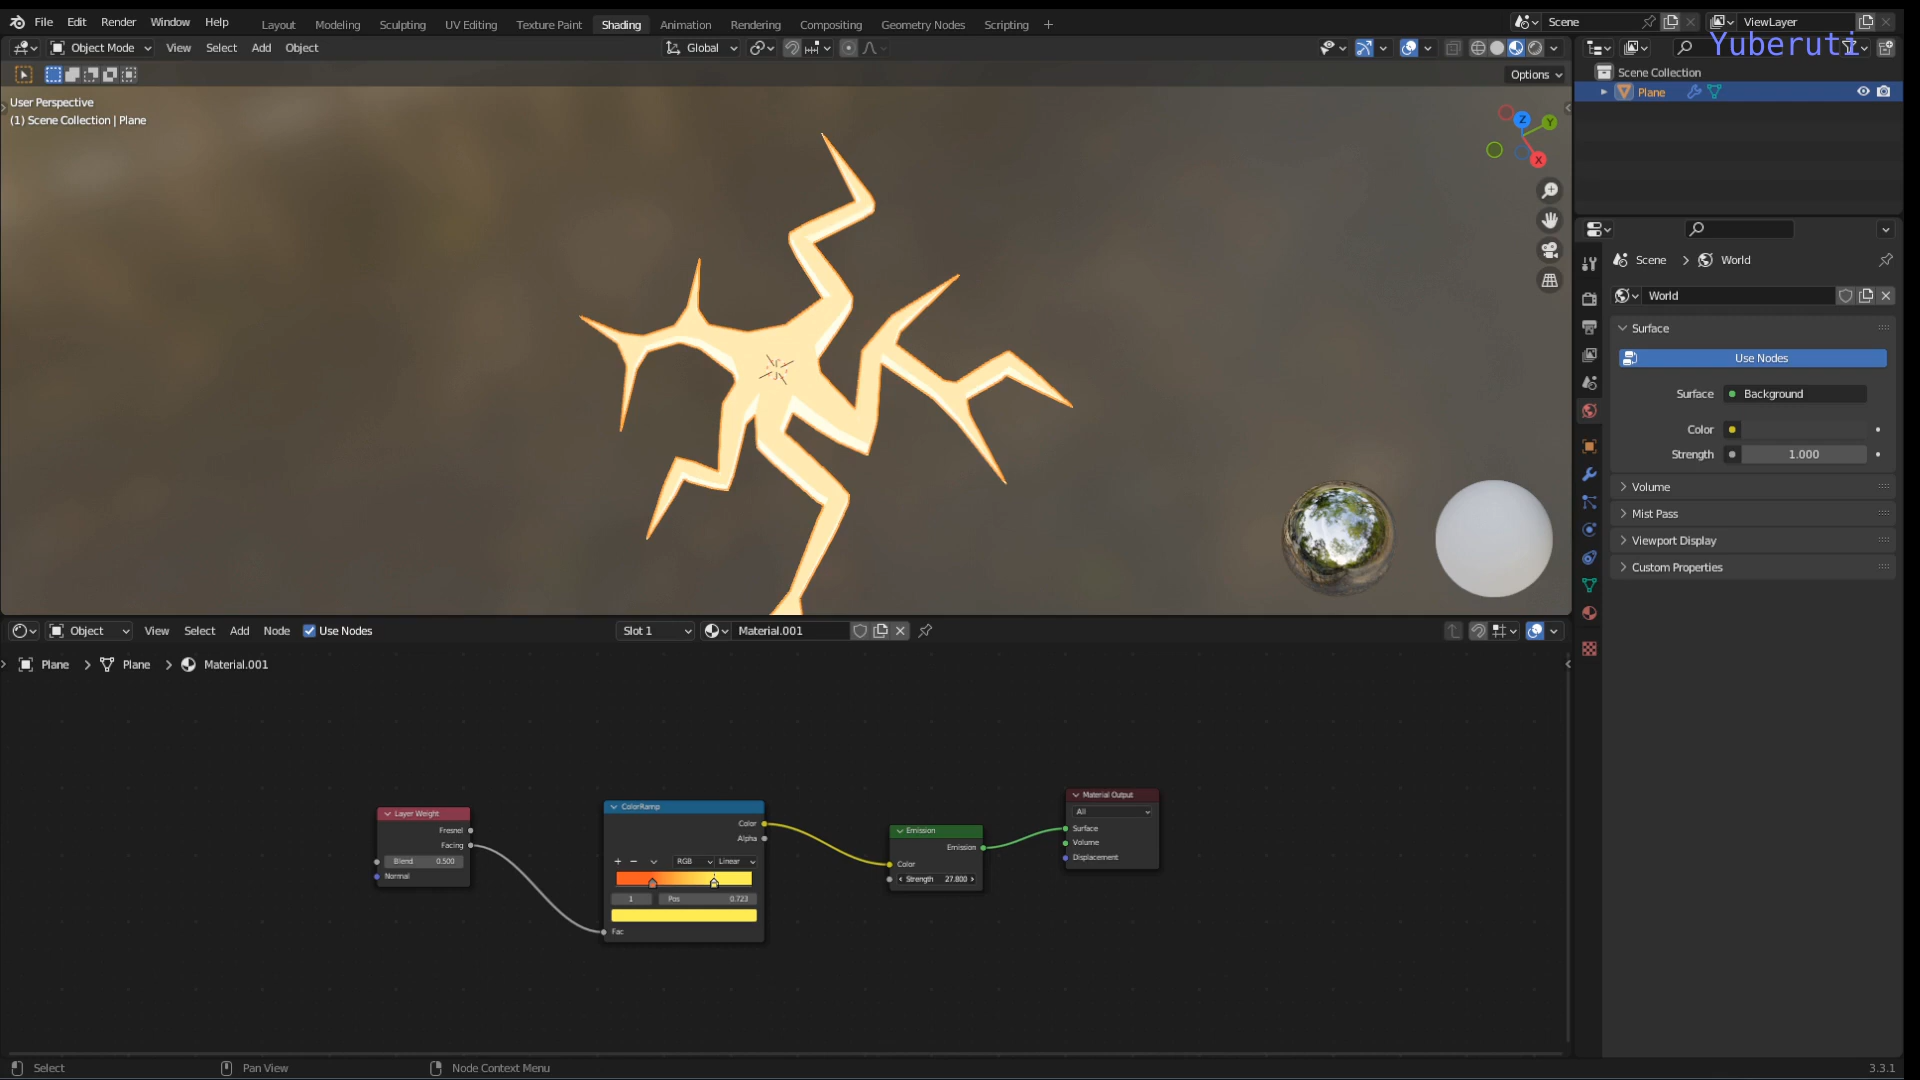 File Edit Render Window Help
Layout Modeling Sculpting UV Editing Texture Paint Shading Animation Rendering Compositing Geometry Nodes Scripting +
Scene
ViewLayer
Object Mode View Select Add Object
Global
Yuberuti
Options
User Perspective
(1) Scene Collection | Plane
Z
Y
X
Scene Collection
Plane
Scene > World
World
Surface
Use Nodes
Surface Background
Color
Strength 1.000
Volume
Mist Pass
Viewport Display
Custom Properties
Object View Select Add Node Use Nodes
Slot 1
Material.001
Plane > Plane > Material.001
Layer Weight
Fresnel
Facing
Blend 0.500
Normal
ColorRamp
Color
Alpha
+ − RGB Linear
1 Pos 0.723
Fac
Emission
Emission
Color
Strength 27.800
Material Output
All
Surface
Volume
Displacement
Select
Pan View
Node Context Menu
3.3.1